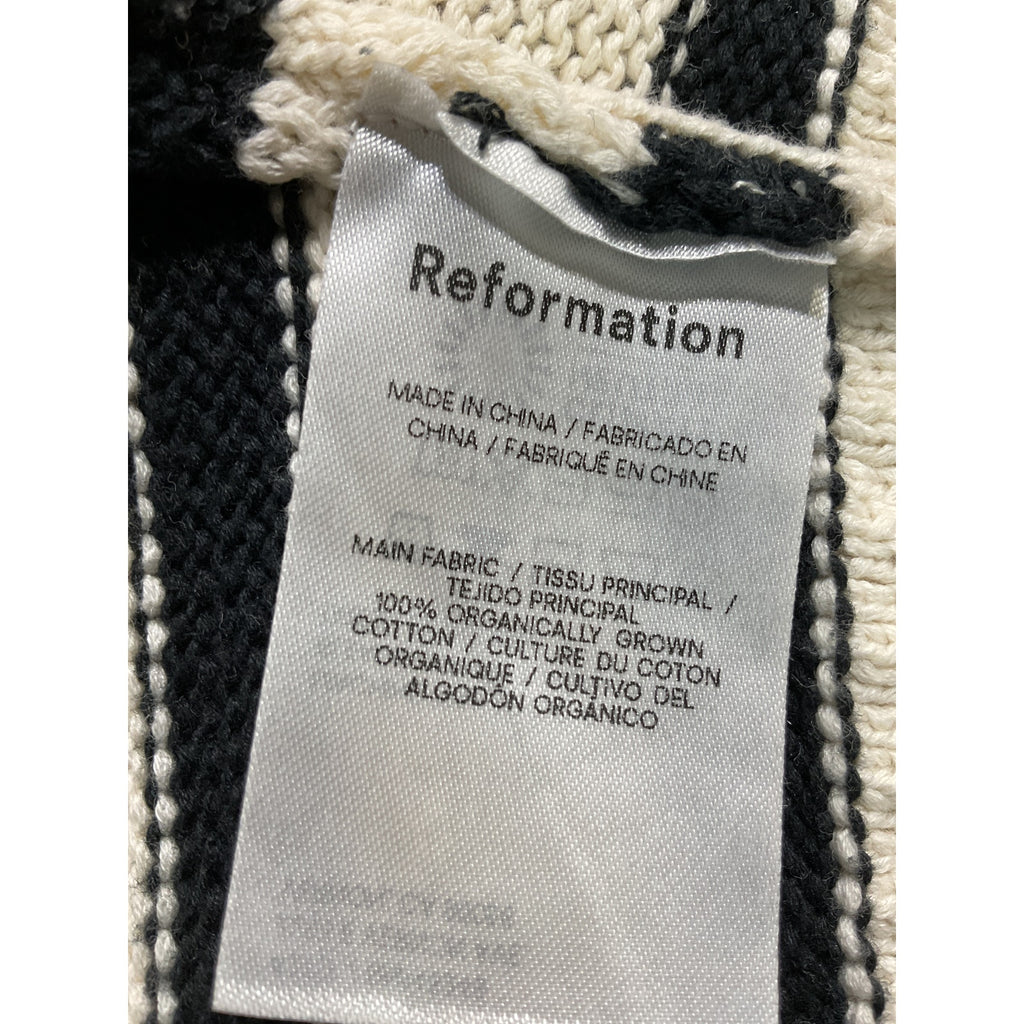 Reformation
MADE IN CHINA / FABRICADO EN
CHINA / FABRIQUÊ EN CHINE
MAIN FABRIC / TISSU PRINCIPAL /
TEJIDO PRINCIPAL
100% ORGANICALLY GROWN
COTTON / CULTURE DU COTON
ORGANIQUE / CULTIVO DEL
ALGODÓN ORGÁNICO